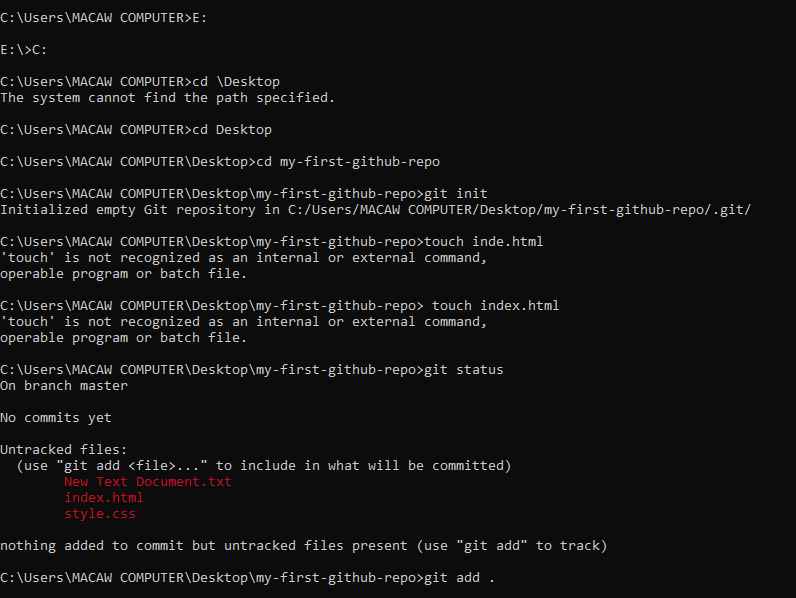 C:\Users\MACAW COMPUTER>E:
E:\>C:
C:\Users\MACAW COMPUTER>cd \Desktop
The system cannot find the path specified.
C:\Users\MACAW COMPUTER>cd Desktop
C:\Users\MACAW COMPUTER\Desktop>cd my-first-github-repo
C:\Users\MACAW COMPUTER\Desktop\my-first-github-repo>git init
Initialized empty Git repository in C:/Users/MACAW COMPUTER/Desktop/my-first-github-repo/.git/
C:\Users\MACAW COMPUTER\Desktop\my-first-github-repo>touch inde.html
'touch' is not recognized as an internal or external command,
operable program or batch file.
C:\Users\MACAW COMPUTER\Desktop\my-first-github-repo> touch index.html
'touch' is not recognized as an internal or external command,
operable program or batch file.
C:\Users\MACAW COMPUTER\Desktop\my-first-github-repo>git status
On branch master
No commits yet
Untracked files:
  (use "git add <file>..." to include in what will be committed)
        New Text Document.txt
        index.html
        style.css
nothing added to commit but untracked files present (use "git add" to track)
C:\Users\MACAW COMPUTER\Desktop\my-first-github-repo>git add .